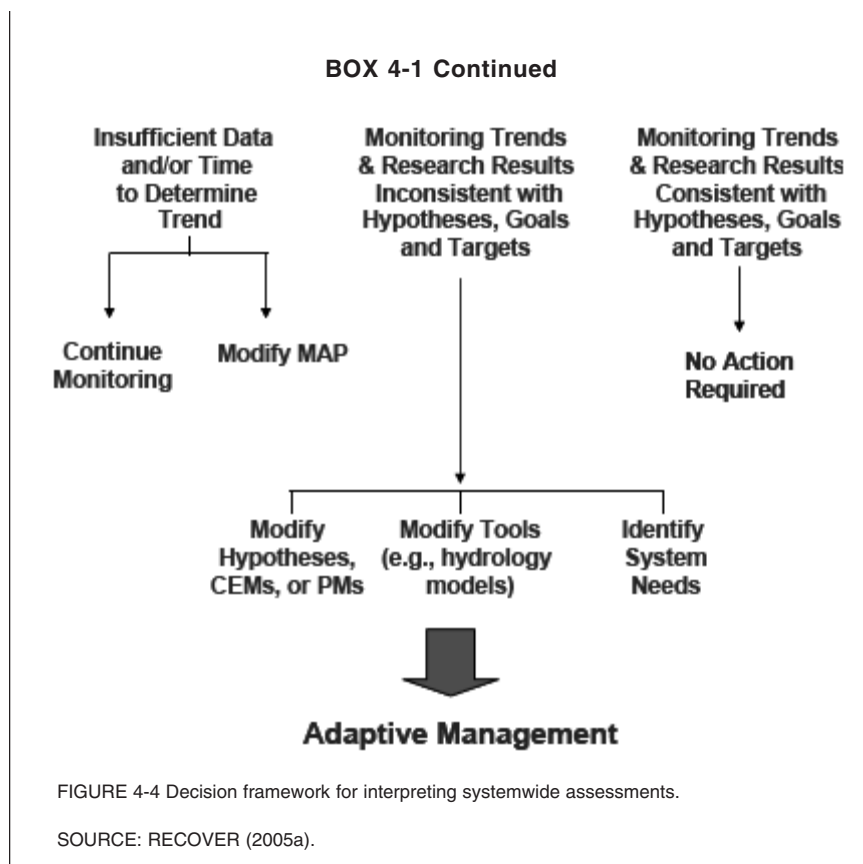 BOX 4-1 Continued
Insufficient Data
and/or Time
to Determine
Trend
Continue
Monitoring
Modify MAP
Monitoring Trends
& Research Results
Inconsistent with
Hypotheses, Goals
and Targets
Modify
Hypotheses,
CEMs, or PMs
Modify Tools
(e.g., hydrology
models)
Identify
System
Needs
Monitoring Trends
& Research Results
Consistent with
Hypotheses, Goals
and Targets
No Action
Required
Adaptive Management
FIGURE 4-4 Decision framework for interpreting systemwide assessments.
SOURCE: RECOVER (2005a).